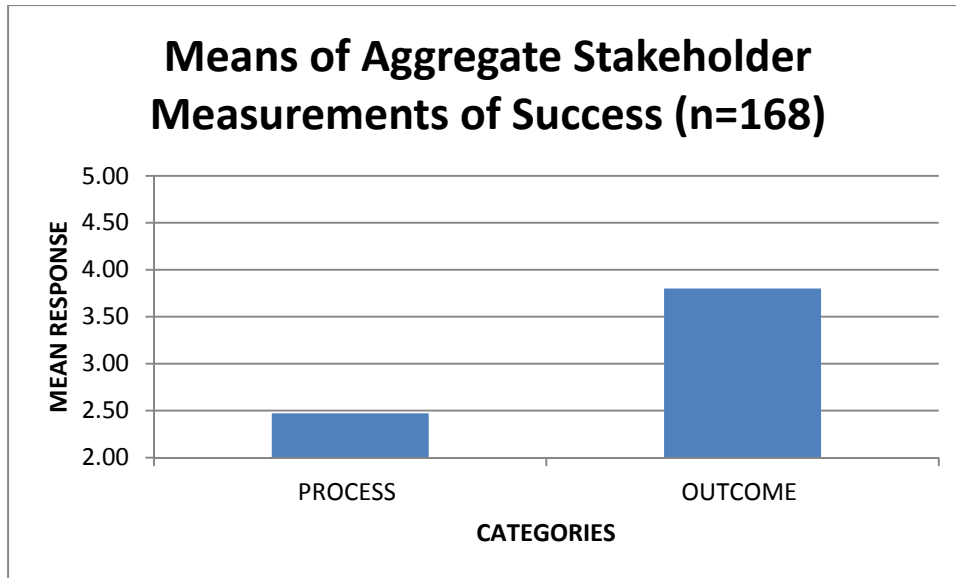 Means of Aggregate Stakeholder
Measurements of Success (n=168)
5.00
4.50
4.00
3.50
3.00
2.50
2.00
MEAN RESPONSE
PROCESS
OUTCOME
CATEGORIES